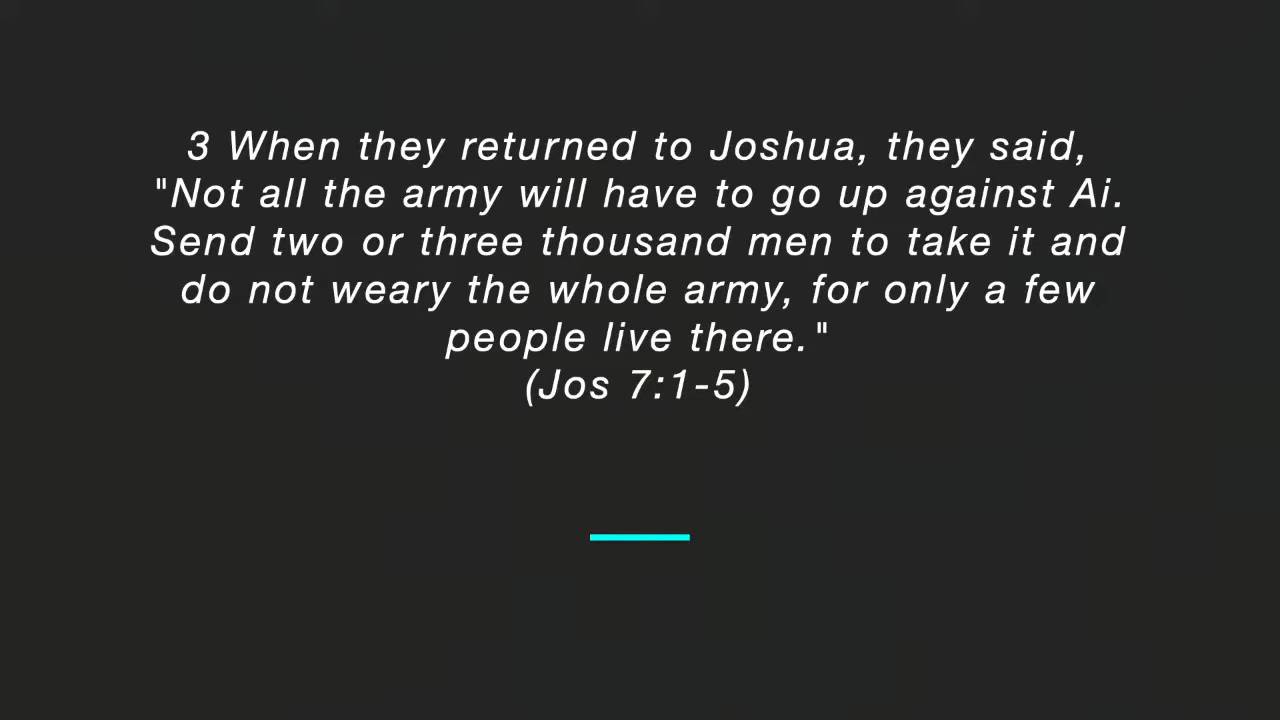 3 When they returned to Joshua, they said,
"Not all the army will have to go up against Ai.
Send two or three thousand men to take it and
do not weary the whole army, for only a few
people live there."
(Jos 7:1-5)